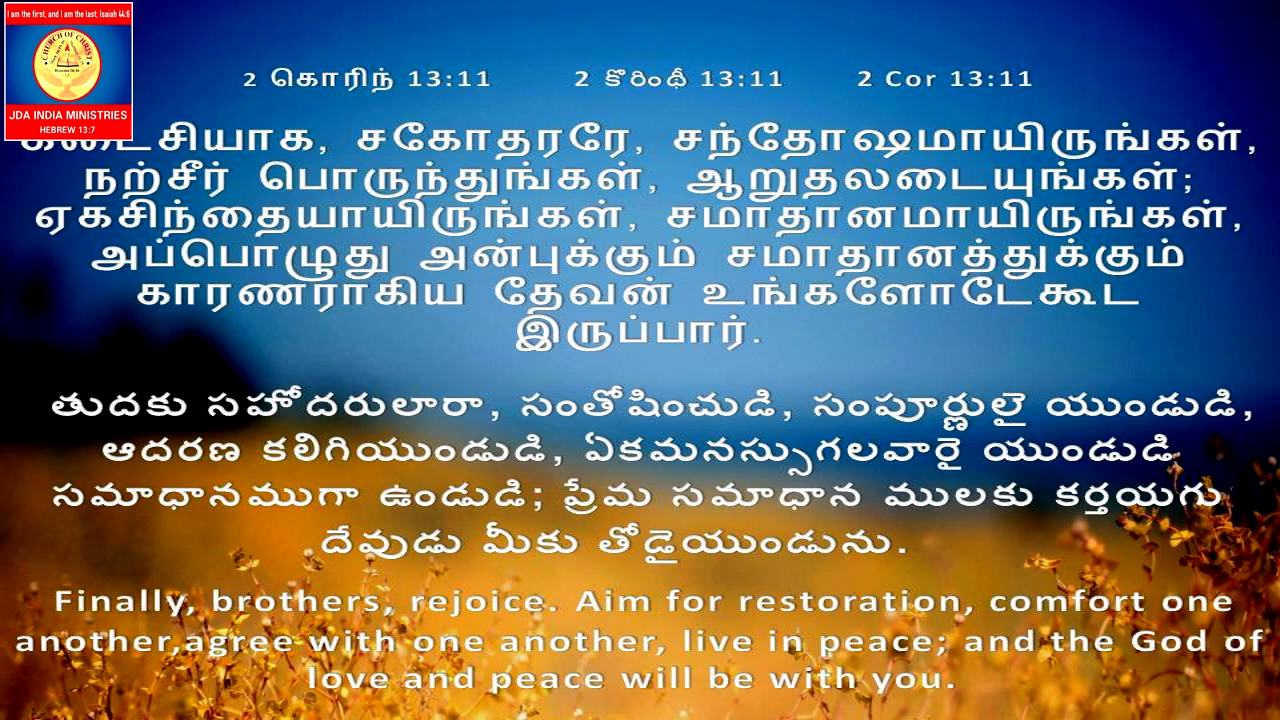 I am the first, and I am the last; Isaiah 44:6
CHURCH OF CHRIST
JDA INDIA MINISTRIES
HEBREW 13:7
2 கொரிந் 13:11 2 కొరింథీ 13:11 2 Cor 13:11
கடைசியாக, சகோதரரே, சந்தோஷமாயிருங்கள்,
நற்சீர் பொருந்துங்கள், ஆறுதலடையுங்கள்;
ஏகசிந்தையாயிருங்கள், சமாதானமாயிருங்கள்,
அப்பொழுது அன்புக்கும் சமாதானத்துக்கும்
காரணராகிய தேவன் உங்களோடேகூட
இருப்பார்.
తుదకు సహోదరులారా, సంతోషించుడి, సంపూర్ణులై యుండుడి,
ఆదరణ కలిగియుండుడి, ఏకమనస్సుగలవారై యుండుడి
సమాధానముగా ఉండుడి; ప్రేమ సమాధాన ములకు కర్తయగు
దేవుడు మీకు తోడైయుండును.
Finally, brothers, rejoice. Aim for restoration, comfort one
another,agree with one another, live in peace; and the God of
love and peace will be with you.